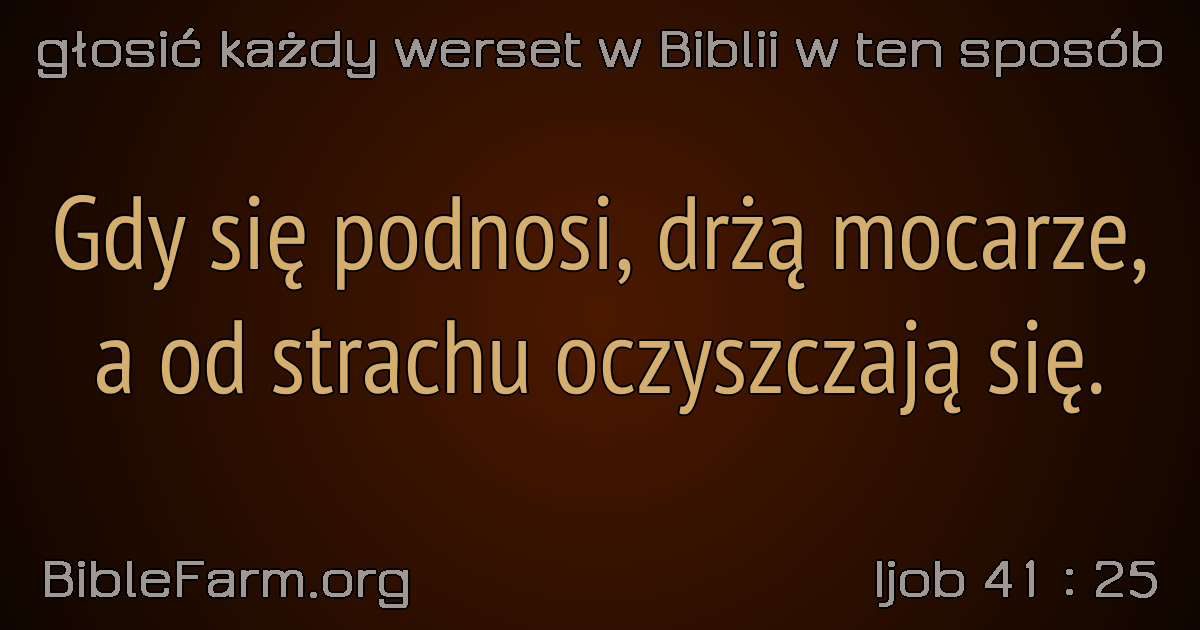 głosić każdy werset w Biblii w ten sposób
Gdy się podnosi, drżą mocarze,
a od strachu oczyszczają się.
BibleFarm.org
Ijob 41 : 25